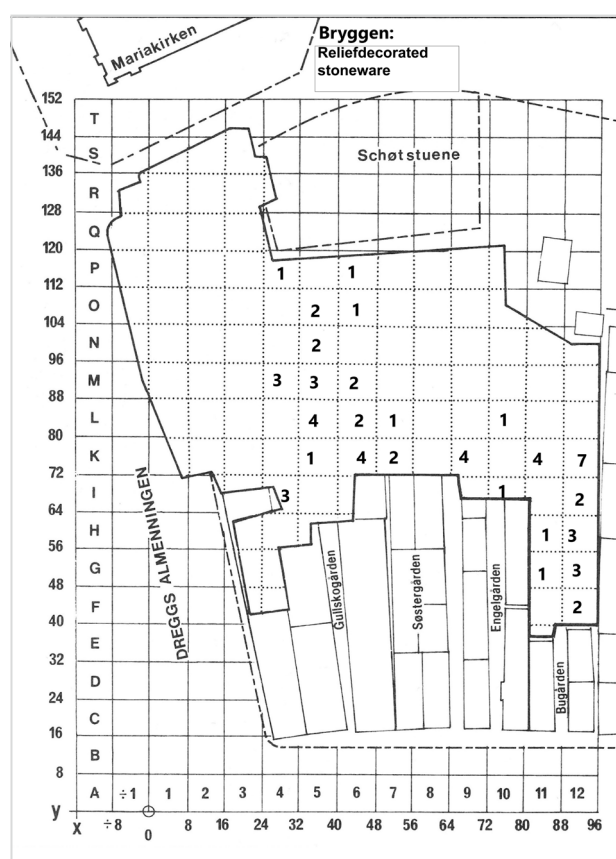 Bryggen:
Reliefdecorated
stoneware
Mariakirken
Schøtstuene
152
T
144
S
136
R
128
Q
120
P 1 1
112
O 2 1
104
N 2
96
M 3 3 2
88
L 4 2 1 1
80
K 1 4 2 4 4 7
72
I 3 1 2
64
H 1 3
56
G 1 3
48
F 2
40
E
32
D
24
C
16
B
8
A ÷1 1 2 3 4 5 6 7 8 9 10 11 12
y
x ÷8 0 8 16 24 32 40 48 56 64 72 80 88 96
DREGGS ALMENNINGEN
Gullskogården
Søstergården
Engelgården
Bugården